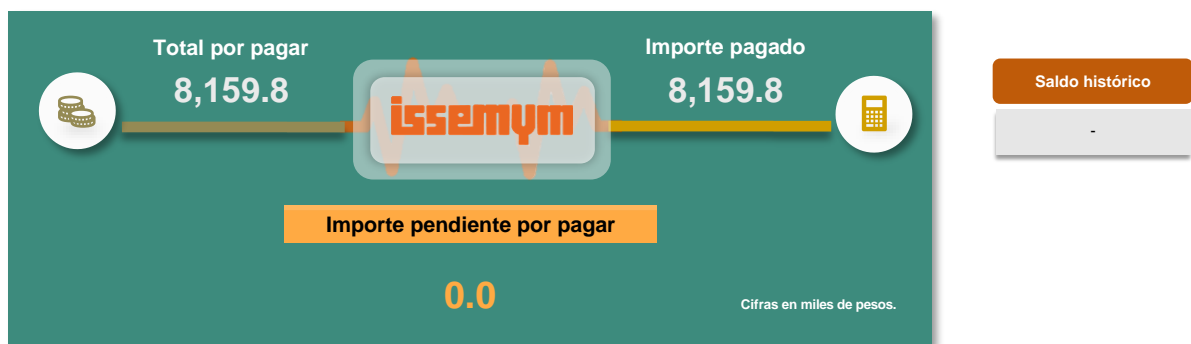 Total por pagar
8,159.8
Importe pagado
8,159.8
issemym
Importe pendiente por pagar
0.0
Cifras en miles de pesos.
Saldo histórico
-